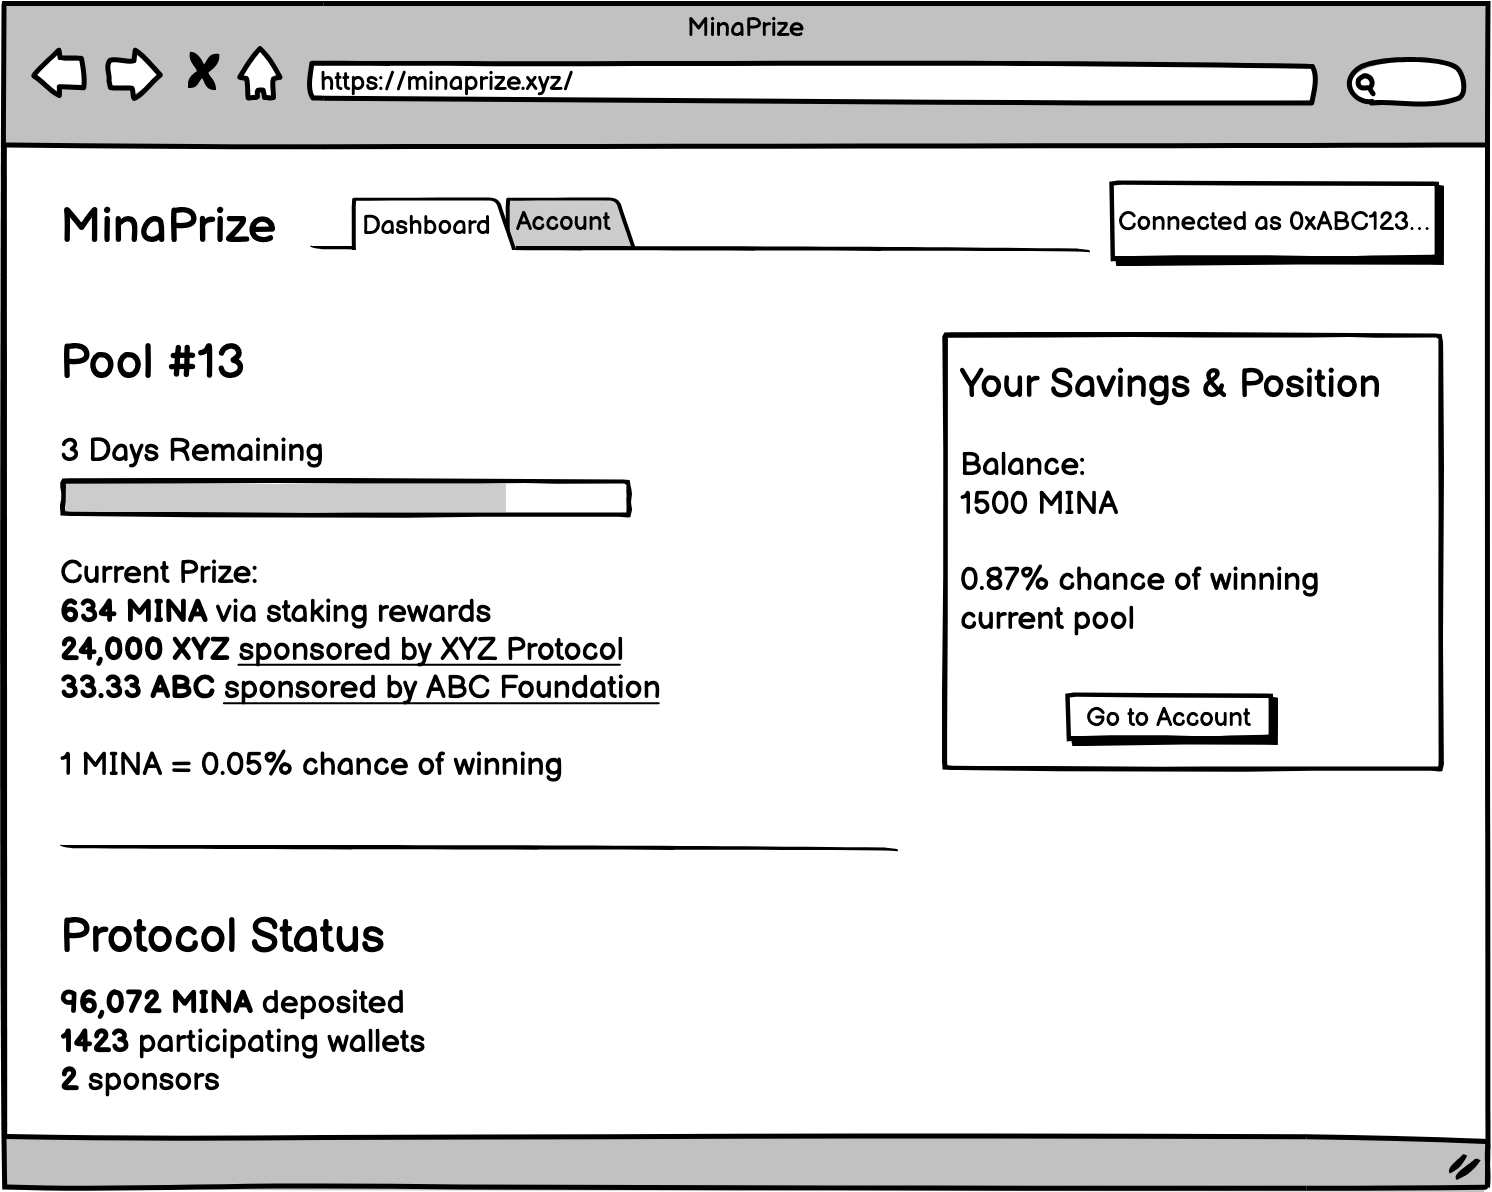 MinaPrize
https://minaprize.xyz/
MinaPrize
Dashboard
Account
Connected as 0xABC123...
Pool #13
3 Days Remaining
Current Prize:
634 MINA via staking rewards
24,000 XYZ sponsored by XYZ Protocol
33.33 ABC sponsored by ABC Foundation
1 MINA = 0.05% chance of winning
Your Savings & Position
Balance:
1500 MINA
0.87% chance of winning
current pool
Go to Account
Protocol Status
96,072 MINA deposited
1423 participating wallets
2 sponsors